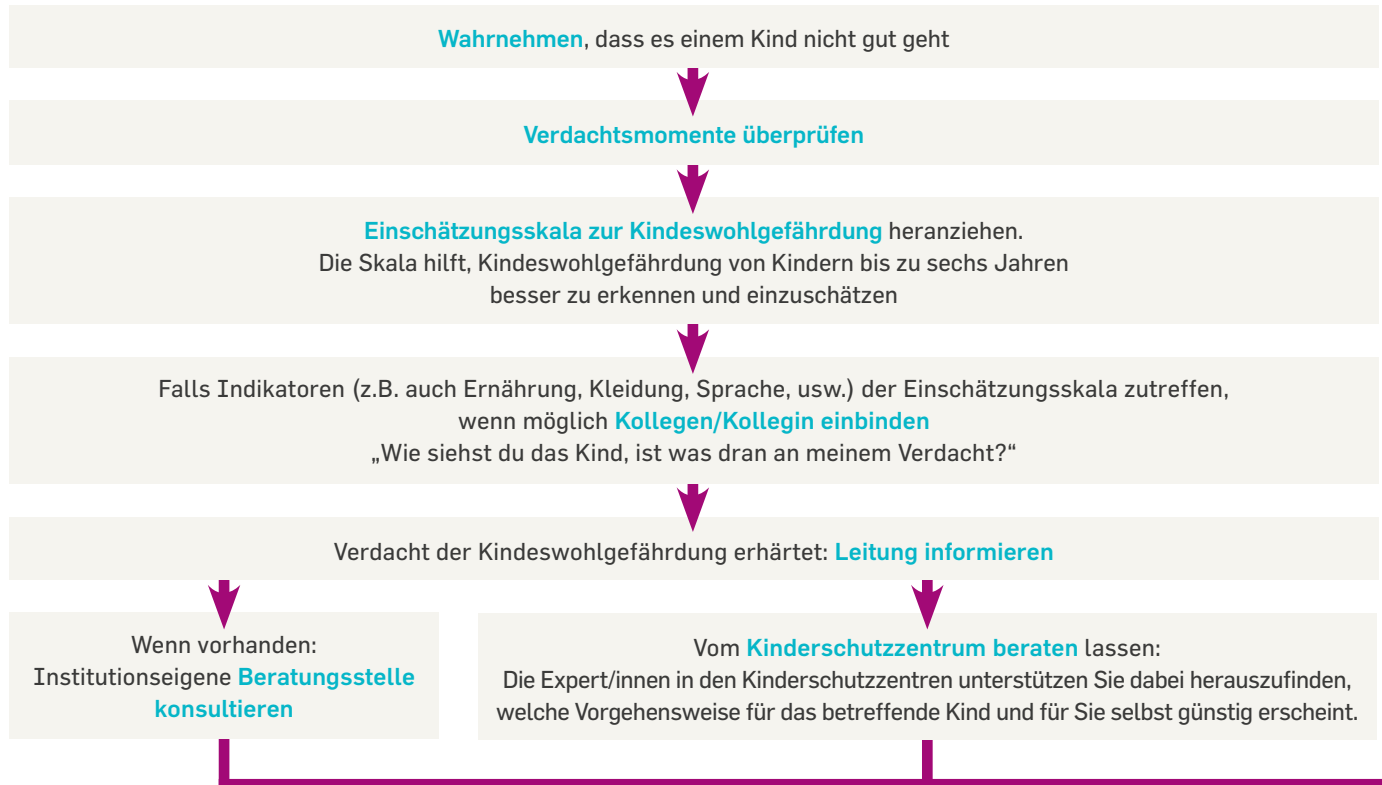 Wahrnehmen, dass es einem Kind nicht gut geht
Verdachtsmomente überprüfen
Einschätzungsskala zur Kindeswohlgefährdung heranziehen.
Die Skala hilft, Kindeswohlgefährdung von Kindern bis zu sechs Jahren
besser zu erkennen und einzuschätzen
Falls Indikatoren (z.B. auch Ernährung, Kleidung, Sprache, usw.) der Einschätzungsskala zutreffen,
wenn möglich Kollegen/Kollegin einbinden
„Wie siehst du das Kind, ist was dran an meinem Verdacht?“
Verdacht der Kindeswohlgefährdung erhärtet: Leitung informieren
Wenn vorhanden:
Institutionseigene Beratungsstelle
konsultieren
Vom Kinderschutzzentrum beraten lassen:
Die Expert/innen in den Kinderschutzzentren unterstützen Sie dabei herauszufinden,
welche Vorgehensweise für das betreffende Kind und für Sie selbst günstig erscheint.